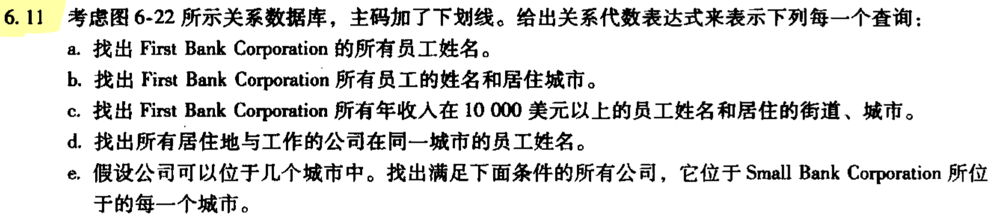 6.11 考虑图 6-22 所示关系数据库，主码加了下划线。给出关系代数表达式来表示下列每一个查询：
a. 找出 First Bank Corporation 的所有员工姓名。
b. 找出 First Bank Corporation 所有员工的姓名和居住城市。
c. 找出 First Bank Corporation 所有年收入在 10 000 美元以上的员工姓名和居住的街道、城市。
d. 找出所有居住地与工作的公司在同一城市的员工姓名。
e. 假设公司可以位于几个城市中。找出满足下面条件的所有公司，它位于 Small Bank Corporation 所位
于的每一个城市。